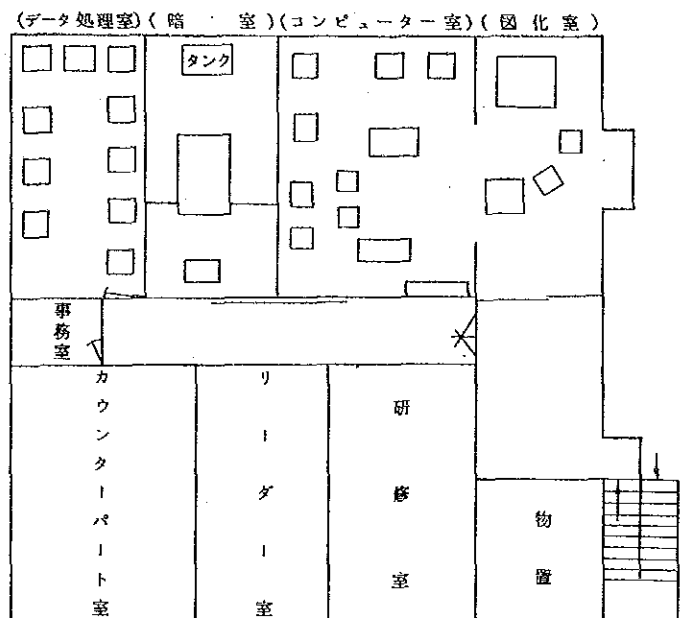 (データ処理室)(暗室)(コンピューター室)(図化室)
タンク
事務室
カウンターパート室
リーダー室
研修室
物置